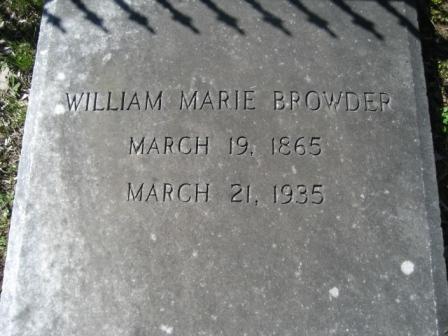 WILLIAM MARIE BROWDER
MARCH 19, 1865
MARCH 21, 1935